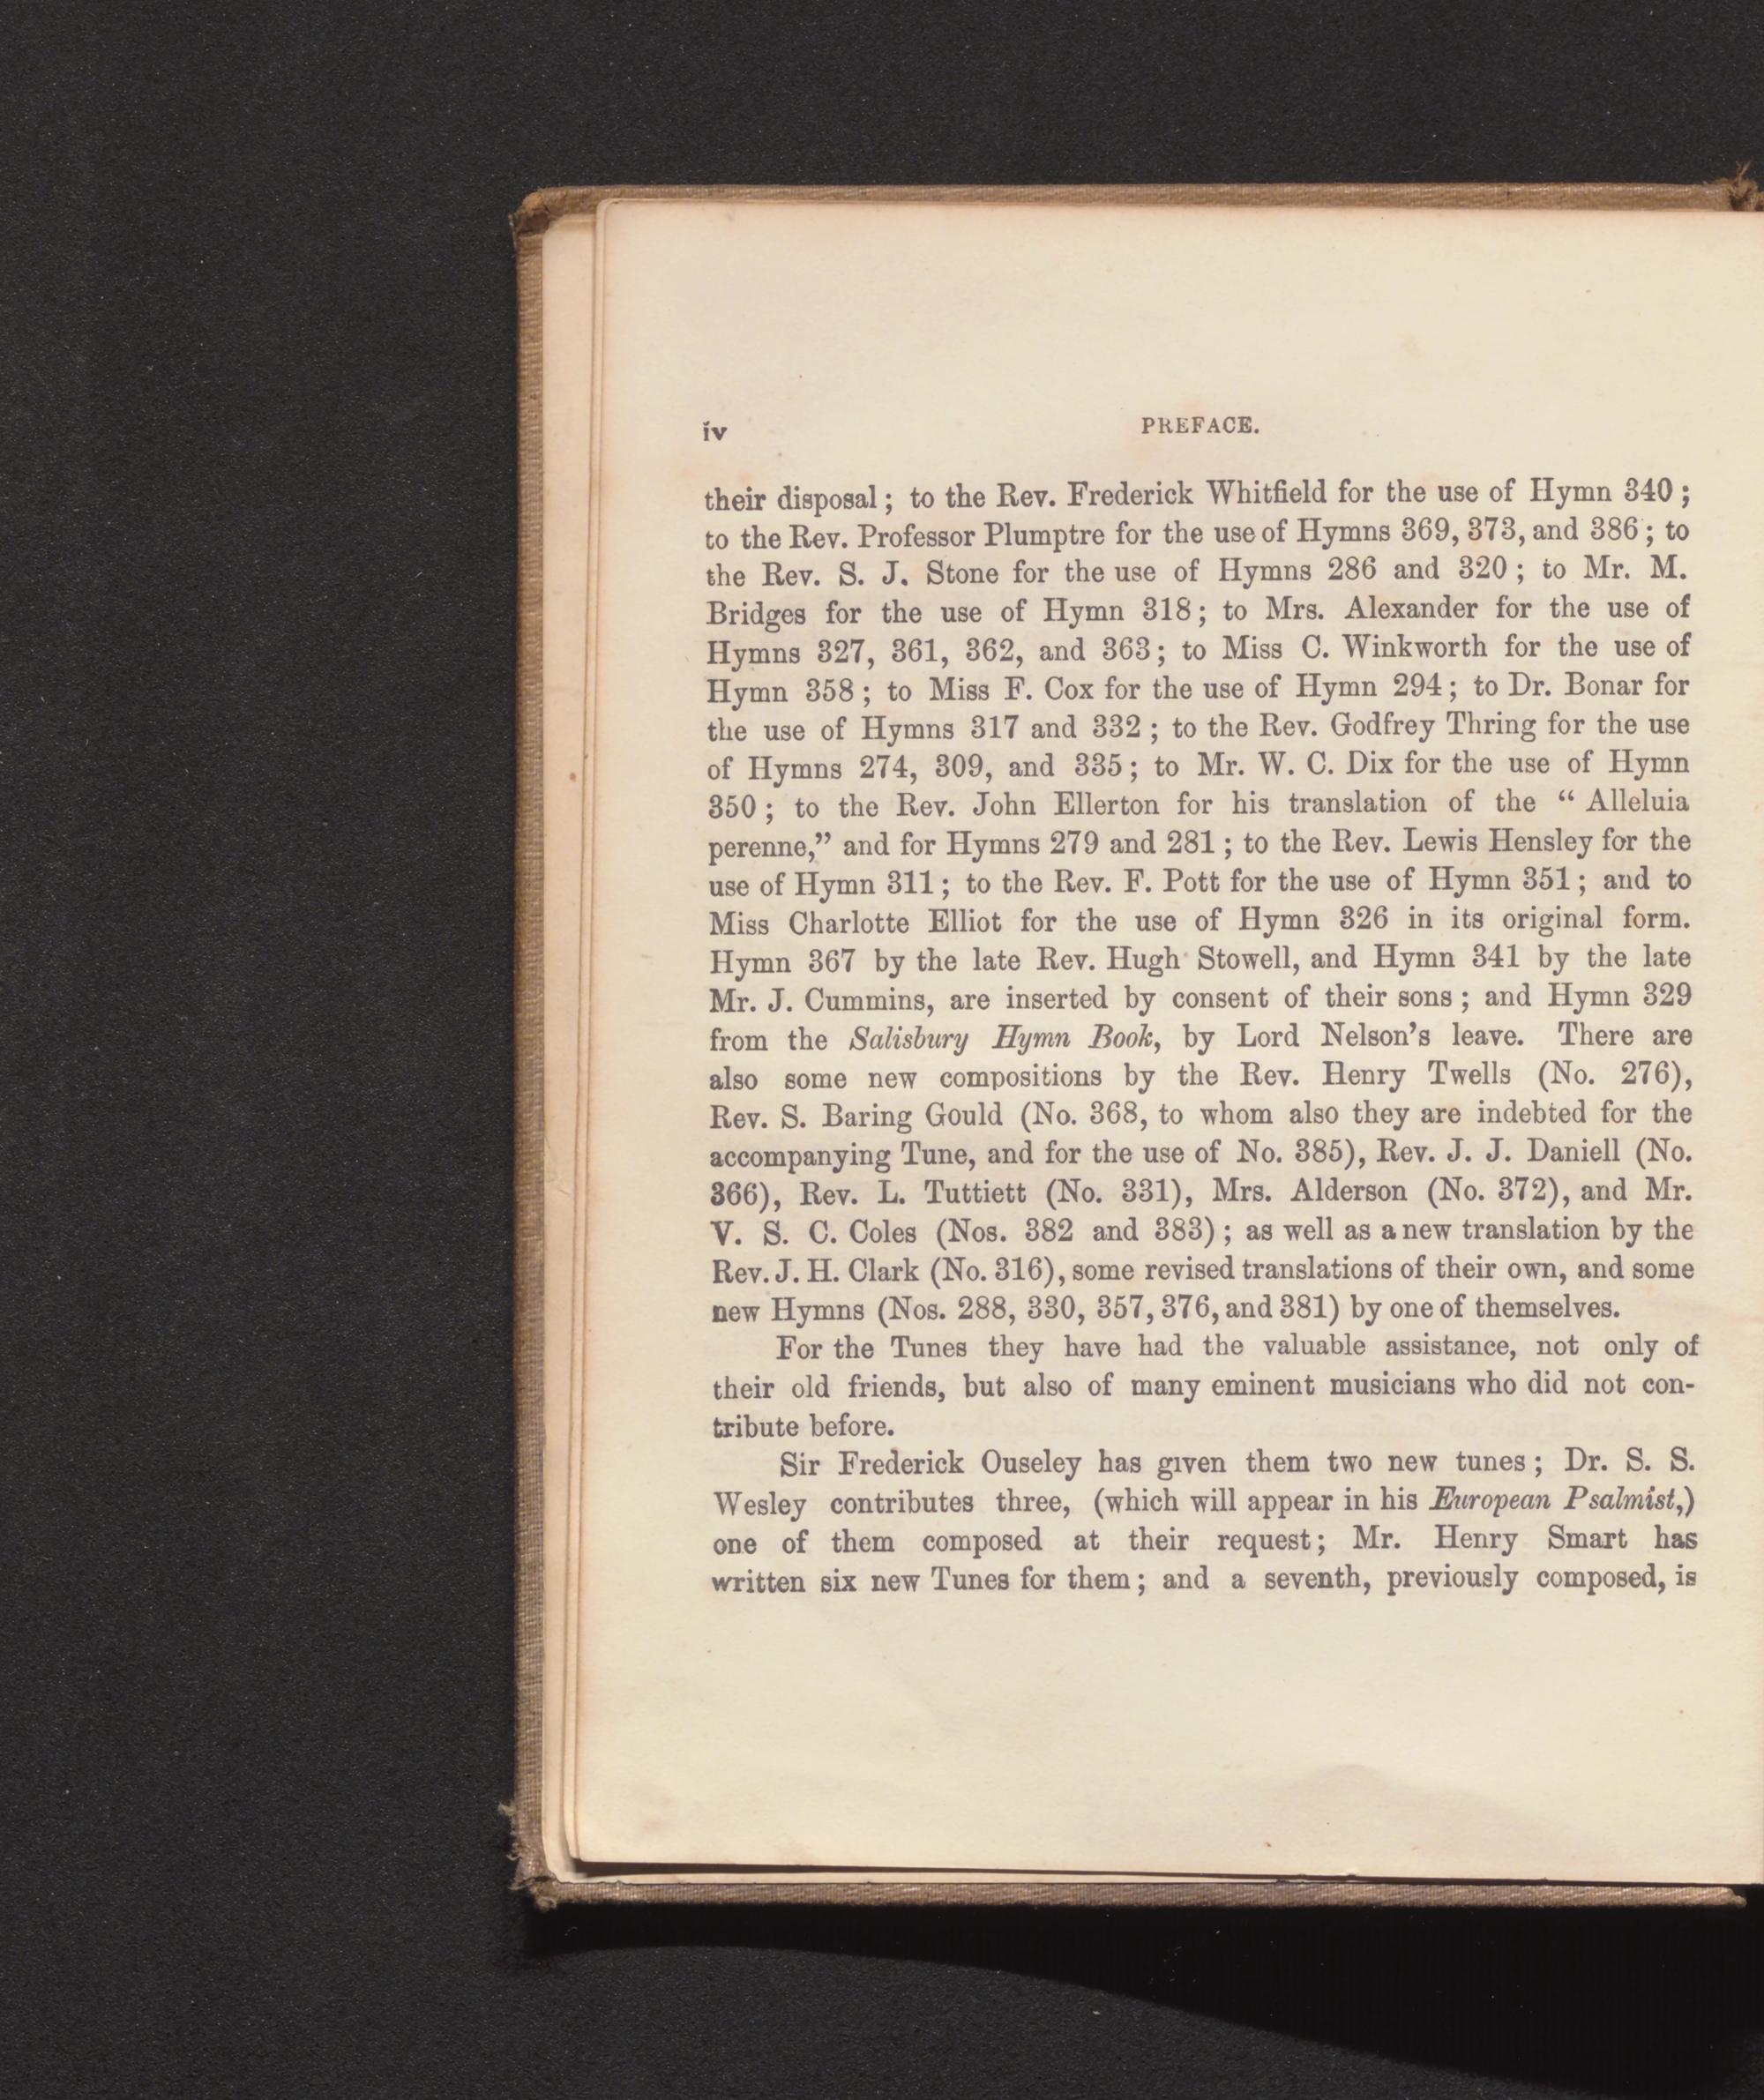 iv
PREFACE.
their disposal; to the Rev. Frederick Whitfield for the use of Hymn 340;
to the Rev. Professor Plumptre for the use of Hymns 369, 373, and 386; to
the Rev. S. J. Stone for the use of Hymns 286 and 320; to Mr. M.
Bridges for the use of Hymn 318; to Mrs. Alexander for the use of
Hymns 327, 361, 362, and 363; to Miss C. Winkworth for the use of
Hymn 358; to Miss F. Cox for the use of Hymn 294; to Dr. Bonar for
the use of Hymns 317 and 332; to the Rev. Godfrey Thring for the use
of Hymns 274, 309, and 335; to Mr. W. C. Dix for the use of Hymn
350; to the Rev. John Ellerton for his translation of the “Alleluia
perenne,” and for Hymns 279 and 281; to the Rev. Lewis Hensley for the
use of Hymn 311; to the Rev. F. Pott for the use of Hymn 351; and to
Miss Charlotte Elliot for the use of Hymn 326 in its original form.
Hymn 367 by the late Rev. Hugh Stowell, and Hymn 341 by the late
Mr. J. Cummins, are inserted by consent of their sons; and Hymn 329
from the Salisbury Hymn Book, by Lord Nelson’s leave. There are
also some new compositions by the Rev. Henry Twells (No. 276),
Rev. S. Baring Gould (No. 368, to whom also they are indebted for the
accompanying Tune, and for the use of No. 385), Rev. J. J. Daniell (No.
366), Rev. L. Tuttiett (No. 331), Mrs. Alderson (No. 372), and Mr.
V. S. C. Coles (Nos. 382 and 383); as well as a new translation by the
Rev. J. H. Clark (No. 316), some revised translations of their own, and some
new Hymns (Nos. 288, 330, 357, 376, and 381) by one of themselves.
For the Tunes they have had the valuable assistance, not only of
their old friends, but also of many eminent musicians who did not con-
tribute before.
Sir Frederick Ouseley has given them two new tunes; Dr. S. S.
Wesley contributes three, (which will appear in his European Psalmist,)
one of them composed at their request; Mr. Henry Smart has
written six new Tunes for them; and a seventh, previously composed, is